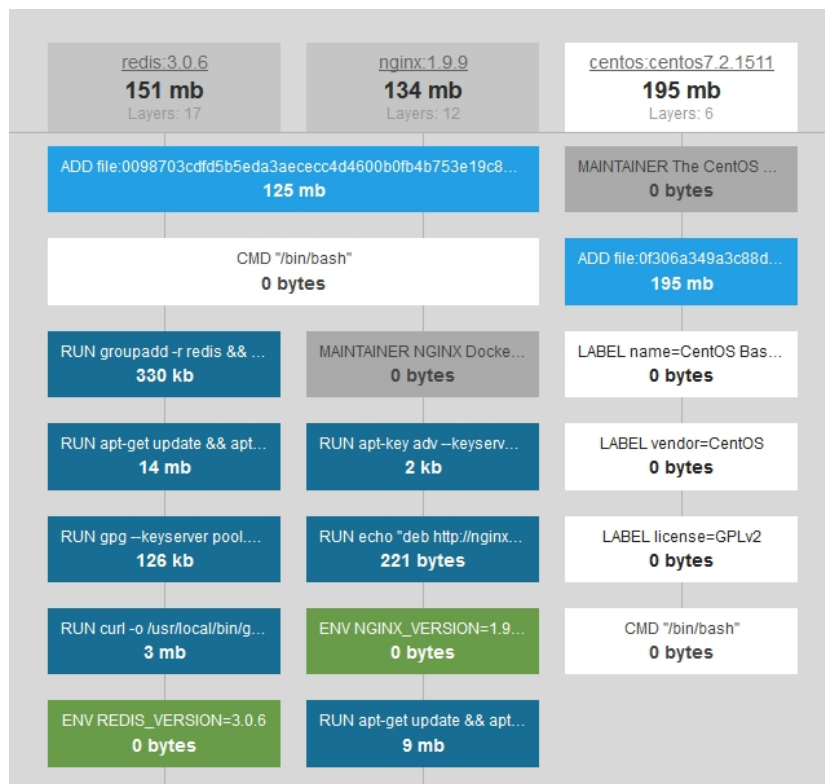 redis:3.0.6
151 mb
Layers: 17
nginx:1.9.9
134 mb
Layers: 12
centos:centos7.2.1511
195 mb
Layers: 6
ADD file:0098703cdfd5b5eda3aececc4d4600b0fb4b753e19c8...
125 mb
MAINTAINER The CentOS ...
0 bytes
CMD "/bin/bash"
0 bytes
ADD file:0f306a349a3c88d...
195 mb
RUN groupadd -r redis && ...
330 kb
MAINTAINER NGINX Docke...
0 bytes
LABEL name=CentOS Bas...
0 bytes
RUN apt-get update && apt...
14 mb
RUN apt-key adv --keyserv...
2 kb
LABEL vendor=CentOS
0 bytes
RUN gpg --keyserver pool....
126 kb
RUN echo "deb http://nginx...
221 bytes
LABEL license=GPLv2
0 bytes
RUN curl -o /usr/local/bin/g...
3 mb
ENV NGINX_VERSION=1.9...
0 bytes
CMD "/bin/bash"
0 bytes
ENV REDIS_VERSION=3.0.6
0 bytes
RUN apt-get update && apt...
9 mb